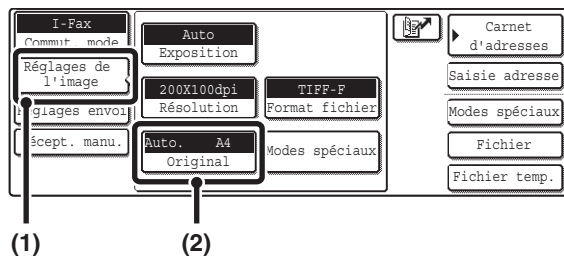 I-Fax
Commut. mode
Réglages de
l'image
Réglages envoi
Récept. manu.
Auto
Exposition
200X100dpi
Résolution
TIFF-F
Format fichier
Auto. A4
Original
Modes spéciaux
Carnet
d'adresses
Saisie adresse
Modes spéciaux
Fichier
Fichier temp.
(1) (2)